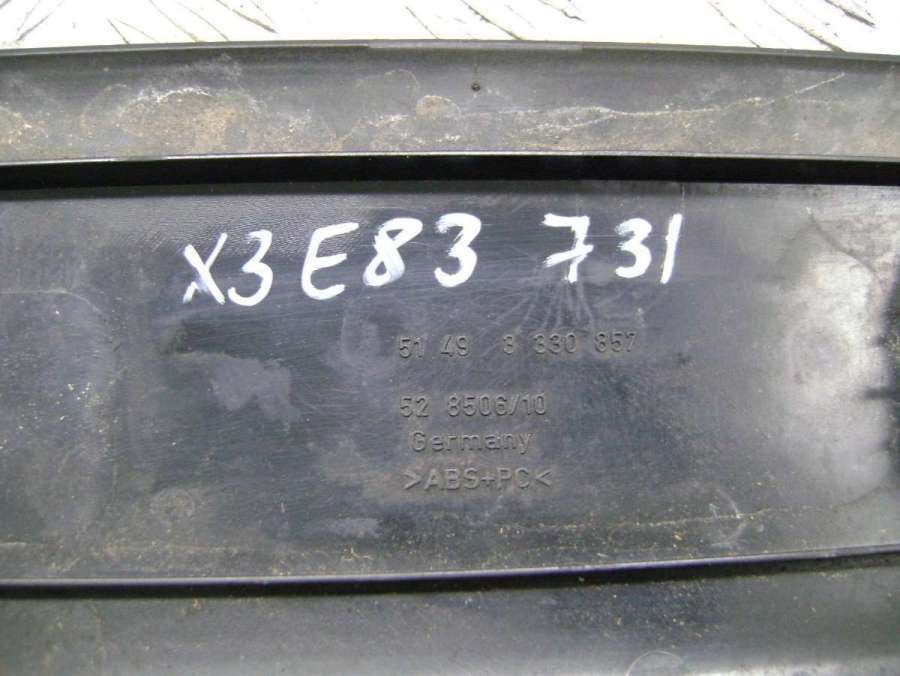 X3 E83 731
51 49 3 330 857
52 8506/10
Germany
>ABS+PC<